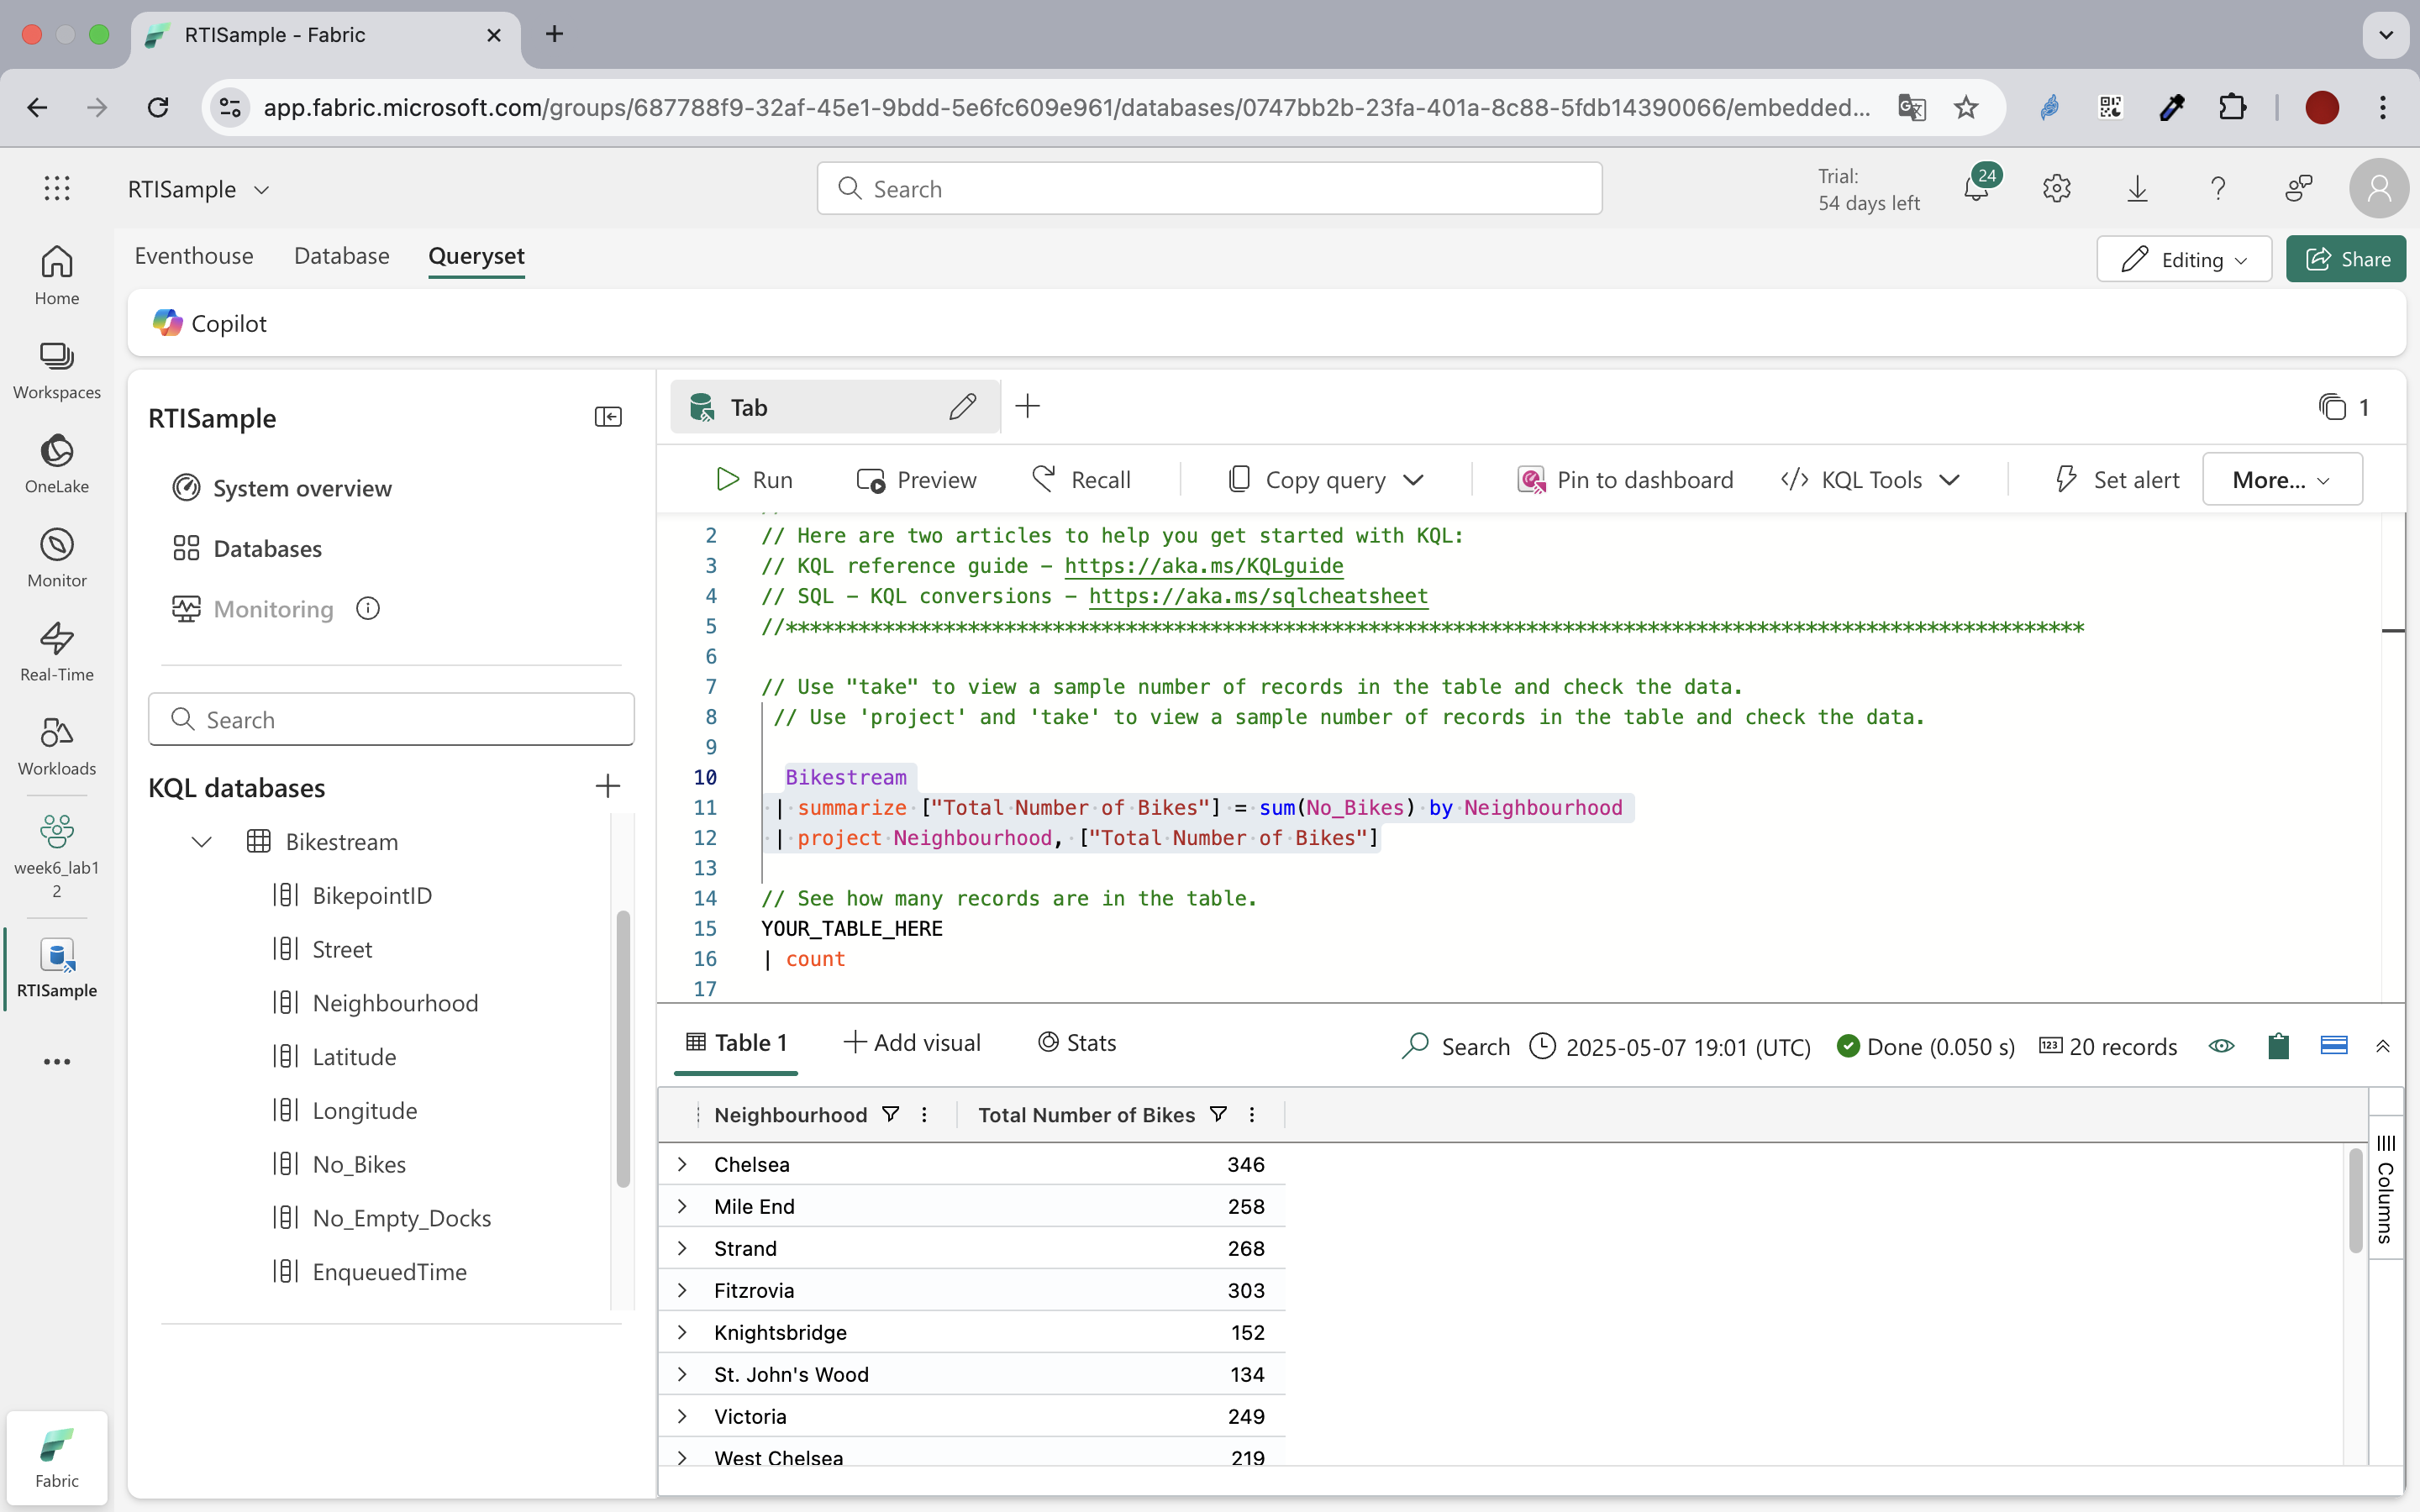 RTISample - Fabric
app.fabric.microsoft.com/groups/687788f9-32af-45e1-9bdd-5e6fc609e961/databases/0747bb2b-23fa-401a-8c88-5fdb14390066/embedded...
RTISample
Search
Trial:
54 days left
24
Eventhouse
Database
Queryset
Editing
Share
Copilot
Home
Workspaces
OneLake
Monitor
Real-Time
Workloads
week6_lab1
2
RTISample
Fabric
RTISample
System overview
Databases
Monitoring
Search
KQL databases
Bikestream
BikepointID
Street
Neighbourhood
Latitude
Longitude
No_Bikes
No_Empty_Docks
EnqueuedTime
Tab
1
Run
Preview
Recall
Copy query
Pin to dashboard
</> KQL Tools
Set alert
More...
2 // Here are two articles to help you get started with KQL:
3 // KQL reference guide - https://aka.ms/KQLguide
4 // SQL - KQL conversions - https://aka.ms/sqlcheatsheet
5 //***********************************************************************************************************
6
7 // Use "take" to view a sample number of records in the table and check the data.
8 // Use 'project' and 'take' to view a sample number of records in the table and check the data.
9
10 Bikestream
11 | summarize ["Total Number of Bikes"] = sum(No_Bikes) by Neighbourhood
12 | project Neighbourhood, ["Total Number of Bikes"]
13
14 // See how many records are in the table.
15 YOUR_TABLE_HERE
16 | count
17
Table 1
Add visual
Stats
Search
2025-05-07 19:01 (UTC)
Done (0.050 s)
123
20 records
Neighbourhood
Total Number of Bikes
Chelsea 346
Mile End 258
Strand 268
Fitzrovia 303
Knightsbridge 152
St. John's Wood 134
Victoria 249
West Chelsea 219
Columns